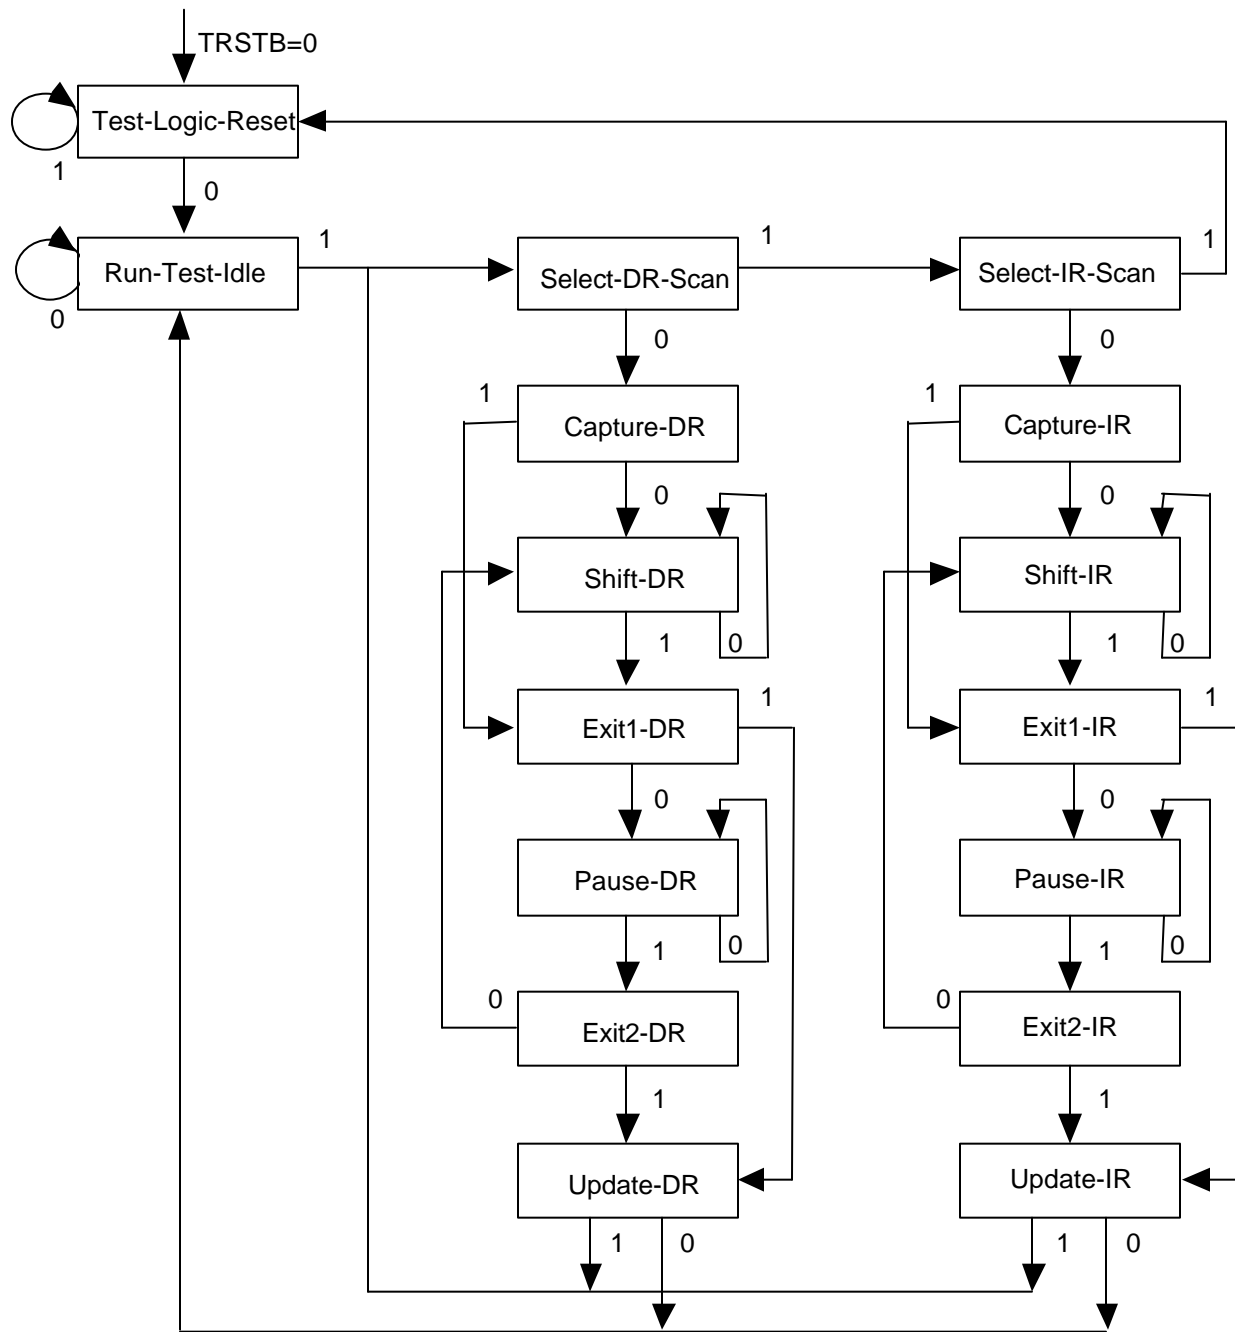 TRSTB=0
Test-Logic-Reset
1
0
Run-Test-Idle
0
1
Select-DR-Scan
1
Select-IR-Scan
1
0
0
1
Capture-DR
1
Capture-IR
0
0
Shift-DR
Shift-IR
1
0
1
0
Exit1-DR
1
Exit1-IR
1
0
0
Pause-DR
Pause-IR
1
0
1
0
0
Exit2-DR
0
Exit2-IR
1
1
Update-DR
Update-IR
1
0
1
0